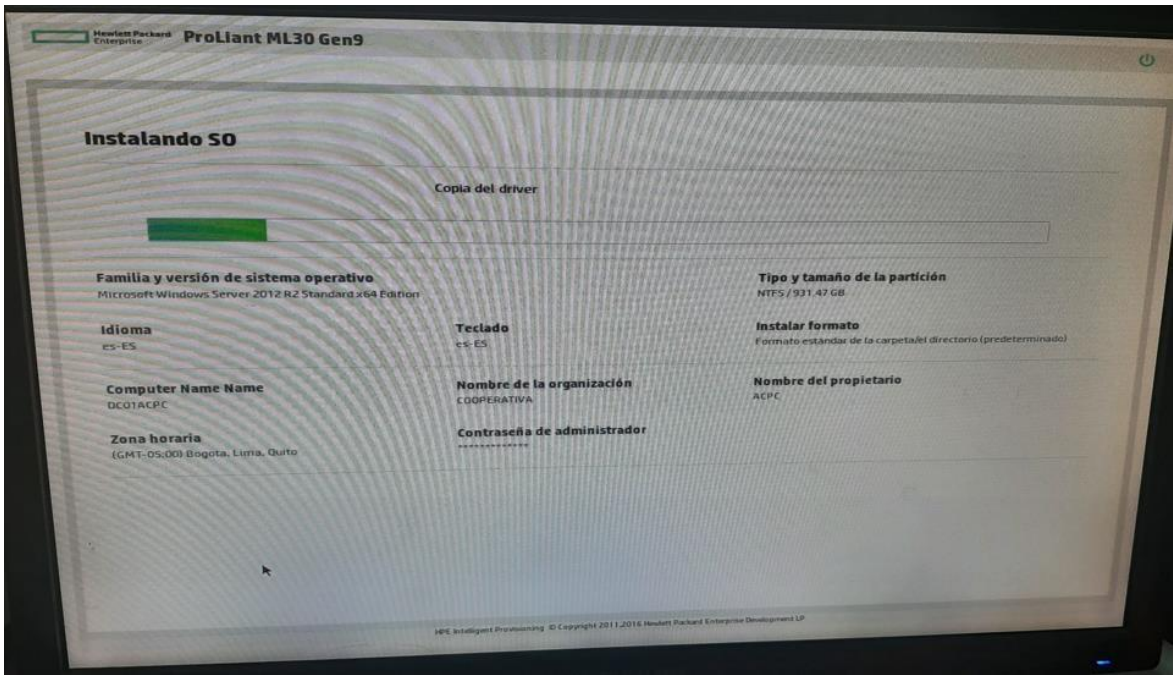 Hewlett Packard
Enterprise
ProLiant ML30 Gen9
Instalando SO
Copia del driver
Familia y versión de sistema operativo
Microsoft Windows Server 2012 R2 Standard x64 Edition
Tipo y tamaño de la partición
NTFS / 931.47 GB
Idioma
es-ES
Teclado
es-ES
Instalar formato
Formato estándar de la carpeta/el directorio (predeterminado)
Computer Name Name
DC01ACPC
Nombre de la organización
COOPERATIVA
Nombre del propietario
ACPC
Zona horaria
(GMT-05:00) Bogota, Lima, Quito
Contraseña de administrador
*************
HPE Intelligent Provisioning © Copyright 2011,2016 Hewlett Packard Enterprise Development LP